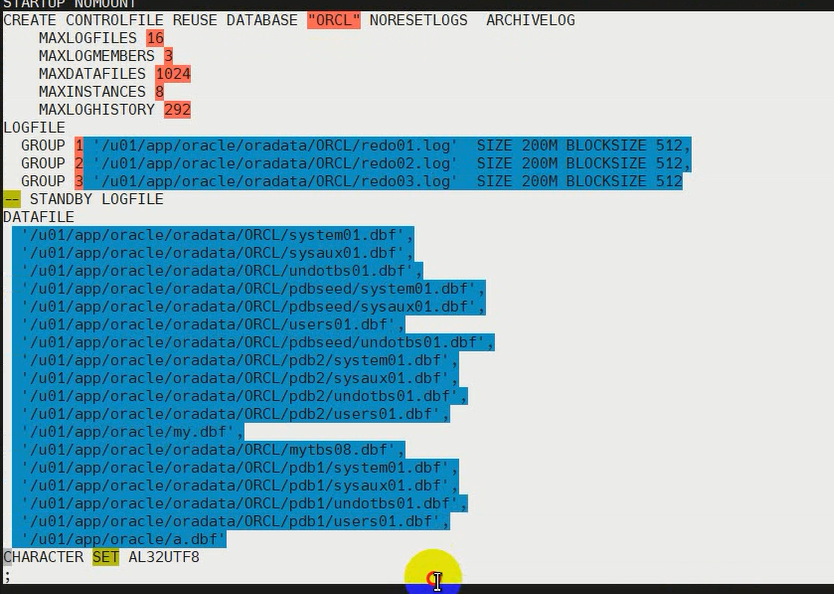 STARTUP NOMOUNT
CREATE CONTROLFILE REUSE DATABASE "ORCL" NORESETLOGS  ARCHIVELOG
    MAXLOGFILES 16
    MAXLOGMEMBERS 3
    MAXDATAFILES 1024
    MAXINSTANCES 8
    MAXLOGHISTORY 292
LOGFILE
  GROUP 1 '/u01/app/oracle/oradata/ORCL/redo01.log'  SIZE 200M BLOCKSIZE 512,
  GROUP 2 '/u01/app/oracle/oradata/ORCL/redo02.log'  SIZE 200M BLOCKSIZE 512,
  GROUP 3 '/u01/app/oracle/oradata/ORCL/redo03.log'  SIZE 200M BLOCKSIZE 512
-- STANDBY LOGFILE
DATAFILE
  '/u01/app/oracle/oradata/ORCL/system01.dbf',
  '/u01/app/oracle/oradata/ORCL/sysaux01.dbf',
  '/u01/app/oracle/oradata/ORCL/undotbs01.dbf',
  '/u01/app/oracle/oradata/ORCL/pdbseed/system01.dbf',
  '/u01/app/oracle/oradata/ORCL/pdbseed/sysaux01.dbf',
  '/u01/app/oracle/oradata/ORCL/users01.dbf',
  '/u01/app/oracle/oradata/ORCL/pdbseed/undotbs01.dbf',
  '/u01/app/oracle/oradata/ORCL/pdb2/system01.dbf',
  '/u01/app/oracle/oradata/ORCL/pdb2/sysaux01.dbf',
  '/u01/app/oracle/oradata/ORCL/pdb2/undotbs01.dbf',
  '/u01/app/oracle/oradata/ORCL/pdb2/users01.dbf',
  '/u01/app/oracle/my.dbf',
  '/u01/app/oracle/oradata/ORCL/mytbs08.dbf',
  '/u01/app/oracle/oradata/ORCL/pdb1/system01.dbf',
  '/u01/app/oracle/oradata/ORCL/pdb1/sysaux01.dbf',
  '/u01/app/oracle/oradata/ORCL/pdb1/undotbs01.dbf',
  '/u01/app/oracle/oradata/ORCL/pdb1/users01.dbf',
  '/u01/app/oracle/a.dbf'
CHARACTER SET AL32UTF8
;